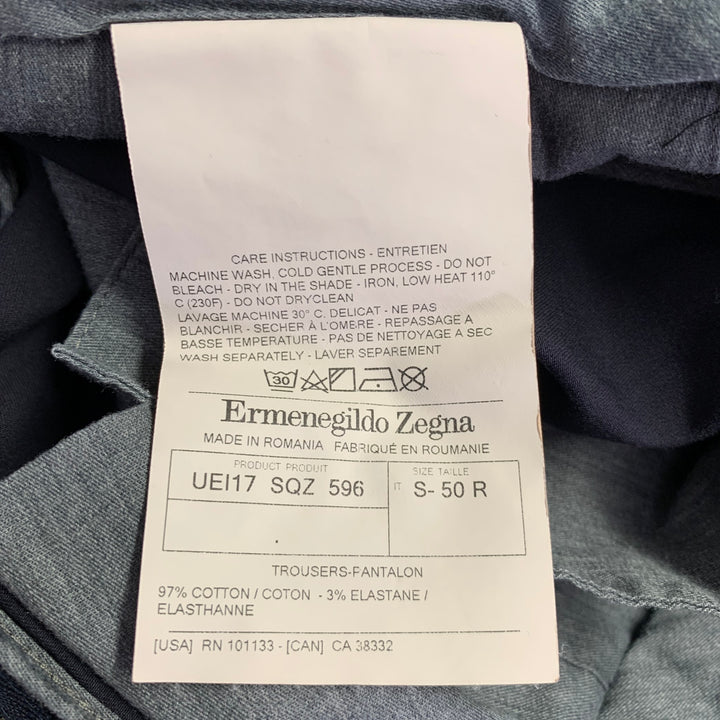 CARE INSTRUCTIONS - ENTRETIEN
MACHINE WASH, COLD GENTLE PROCESS - DO NOT
BLEACH - DRY IN THE SHADE - IRON, LOW HEAT 110°
C (230F) - DO NOT DRYCLEAN
LAVAGE MACHINE 30° C. DELICAT - NE PAS
BLANCHIR - SECHER À L'OMBRE - REPASSAGE A
BASSE TEMPERATURE - PAS DE NETTOYAGE A SEC
WASH SEPARATELY - LAVER SEPAREMENT
30
Ermenegildo Zegna
MADE IN ROMANIA FABRIQUÉ EN ROUMANIE
PRODUCT PRODUIT
UEI17 SQZ 596
SIZE TAILLE
IT S- 50 R
TROUSERS-PANTALON
97% COTTON / COTON - 3% ELASTANE /
ELASTHANNE
[USA] RN 101133 - [CAN] CA 38332